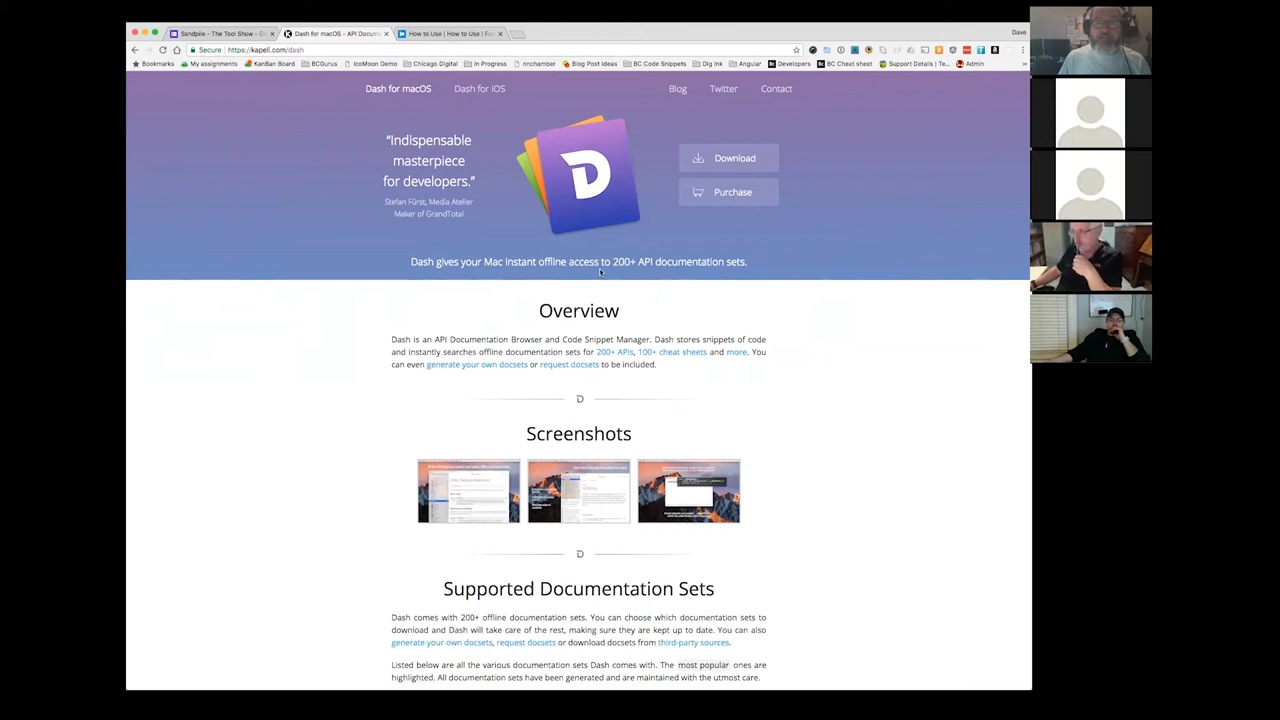 Sandpile - The Tool Show - G
Dash for macOS - API Docume
How to Use | How to Use | Fo
Dave
Secure
https://kapeli.com/dash
Bookmarks
My assignments
KanBan Board
BCGurus
IcoMoon Demo
Chicago Digital
In Progress
nnchamber
Blog Post Ideas
BC Code Snippets
Dig Ink
Angular
Developers
BC Cheat sheet
Support Details | Te...
Admin
Dash for macOS
Dash for iOS
Blog
Twitter
Contact
“Indispensable
masterpiece
for developers.”
Stefan Fürst, Media Atelier
Maker of GrandTotal
D
Download
Purchase
Dash gives your Mac instant offline access to 200+ API documentation sets.
Overview
Dash is an API Documentation Browser and Code Snippet Manager. Dash stores snippets of code
and instantly searches offline documentation sets for 200+ APIs, 100+ cheat sheets and more. You
can even generate your own docsets or request docsets to be included.
D
Screenshots
D
Supported Documentation Sets
Dash comes with 200+ offline documentation sets. You can choose which documentation sets to
download and Dash will take care of the rest, making sure they are kept up to date. You can also
generate your own docsets, request docsets or download docsets from third-party sources.
Listed below are all the various documentation sets Dash comes with. The most popular ones are
highlighted. All documentation sets have been generated and are maintained with the utmost care.